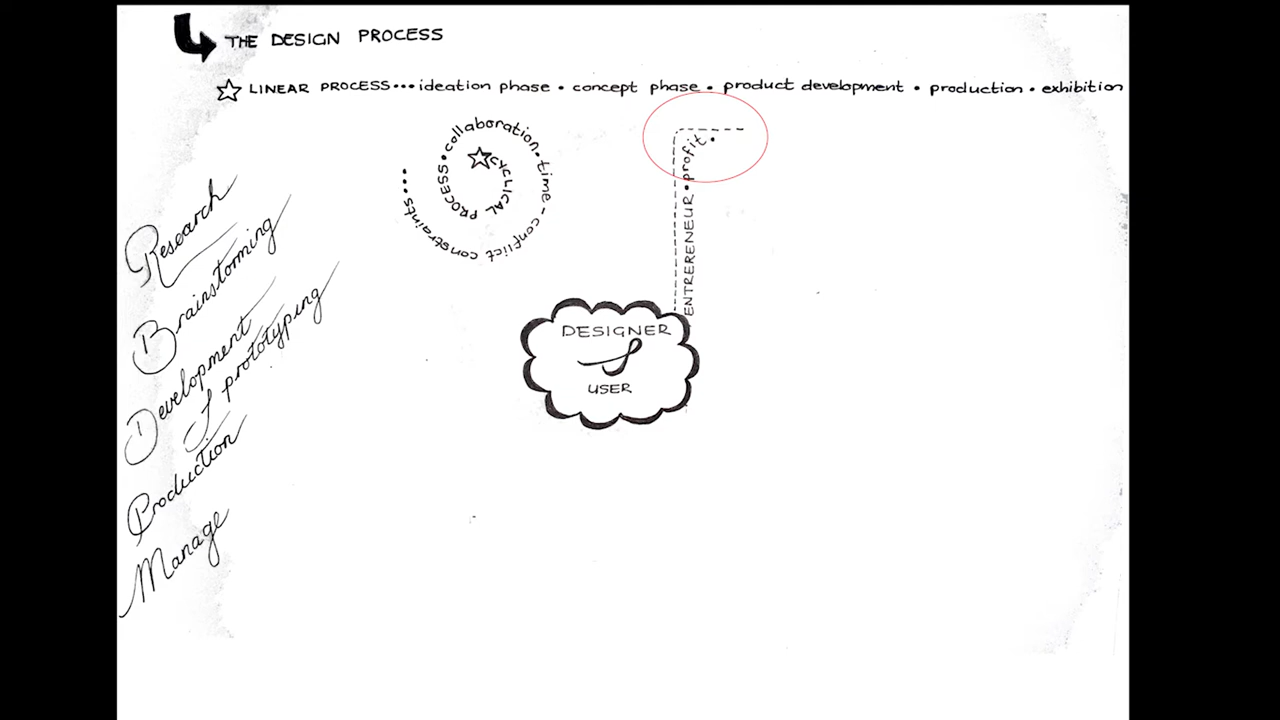 THE DESIGN PROCESS
☆ LINEAR PROCESS... ideation phase • concept phase • product development • production • exhibition
☆ CYCLICAL PROCESS • collaboration • time - conflict constraints...
ENTRERENEUR • profit •
DESIGNER
&
USER
Research
Brainstorming
Development
& prototyping
Production
Manage